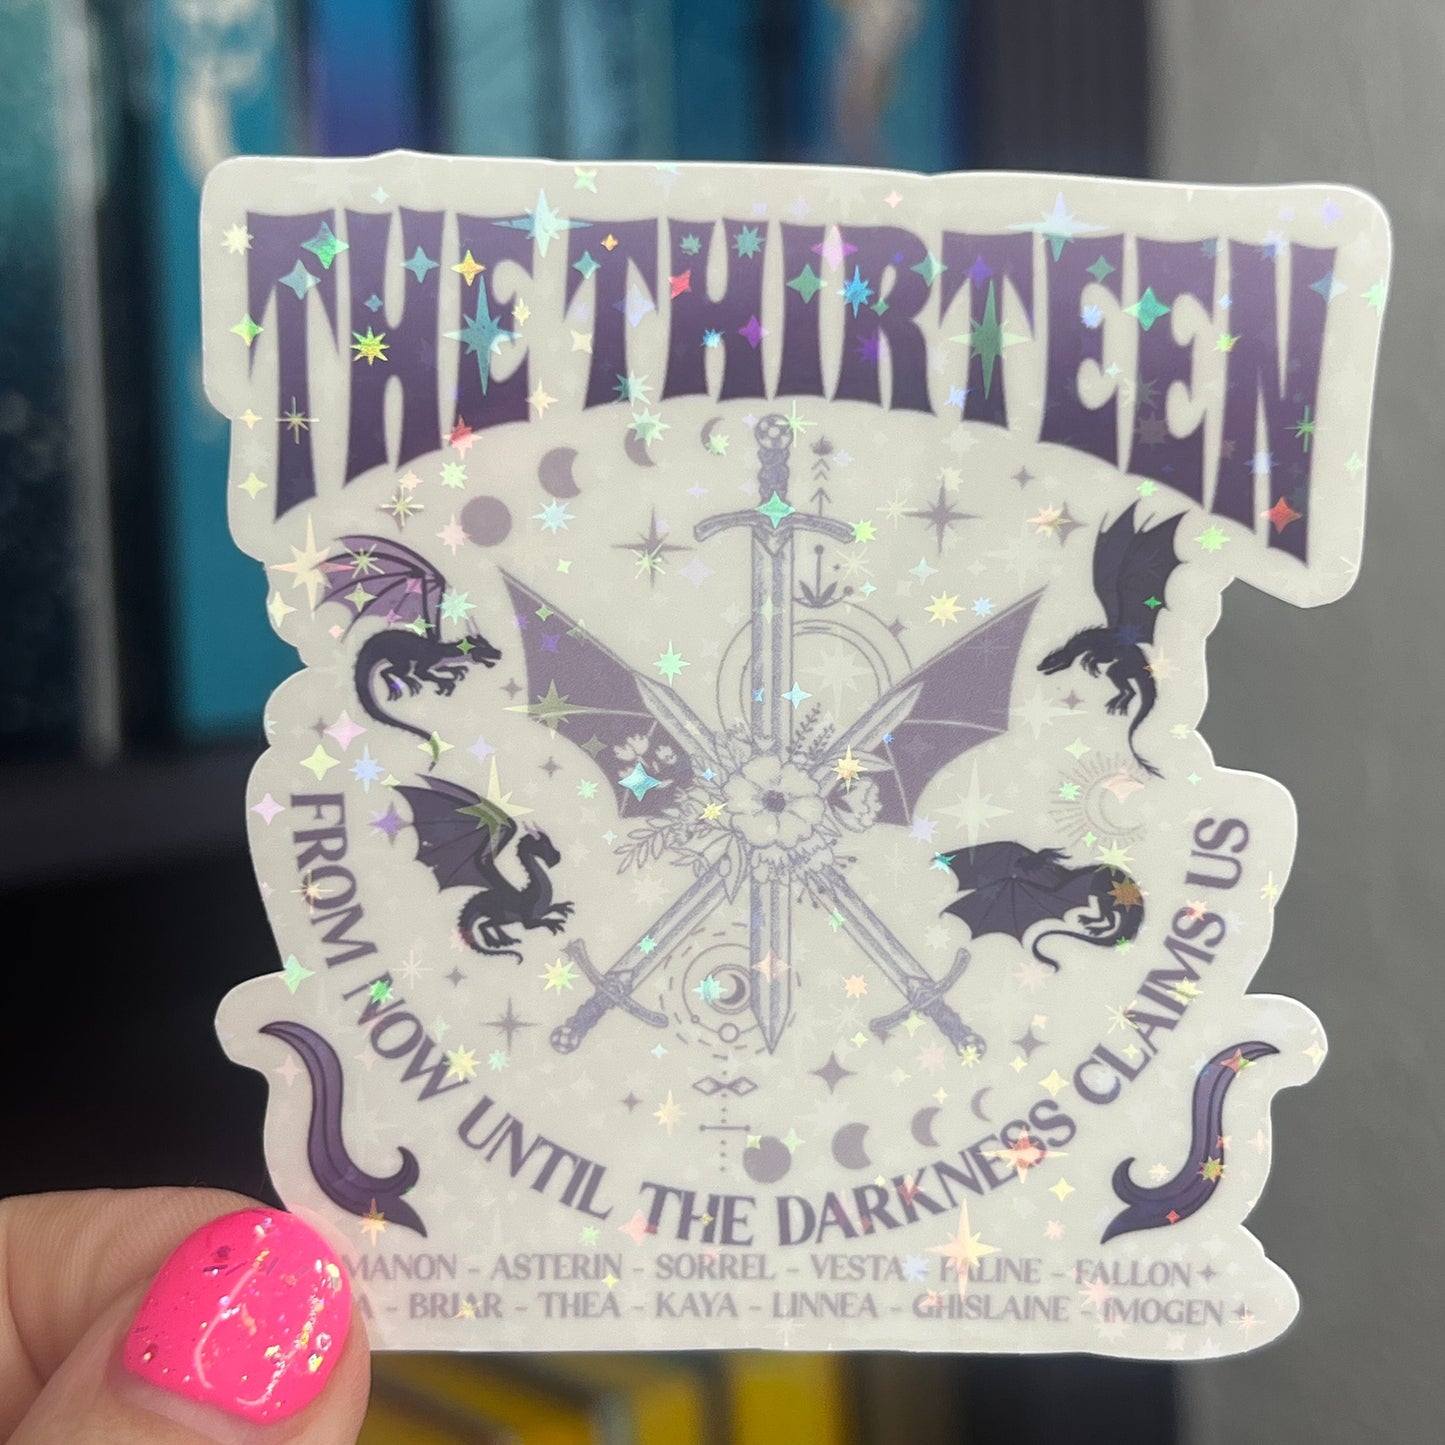 THE THIRTEEN
FROM NOW UNTIL THE DARKNESS CLAIMS US
MANON - ASTERIN - SORREL - VESTA - FALINE - FALLON
- BRIAR - THEA - KAYA - LINNEA - GHISLAINE - IMOGEN